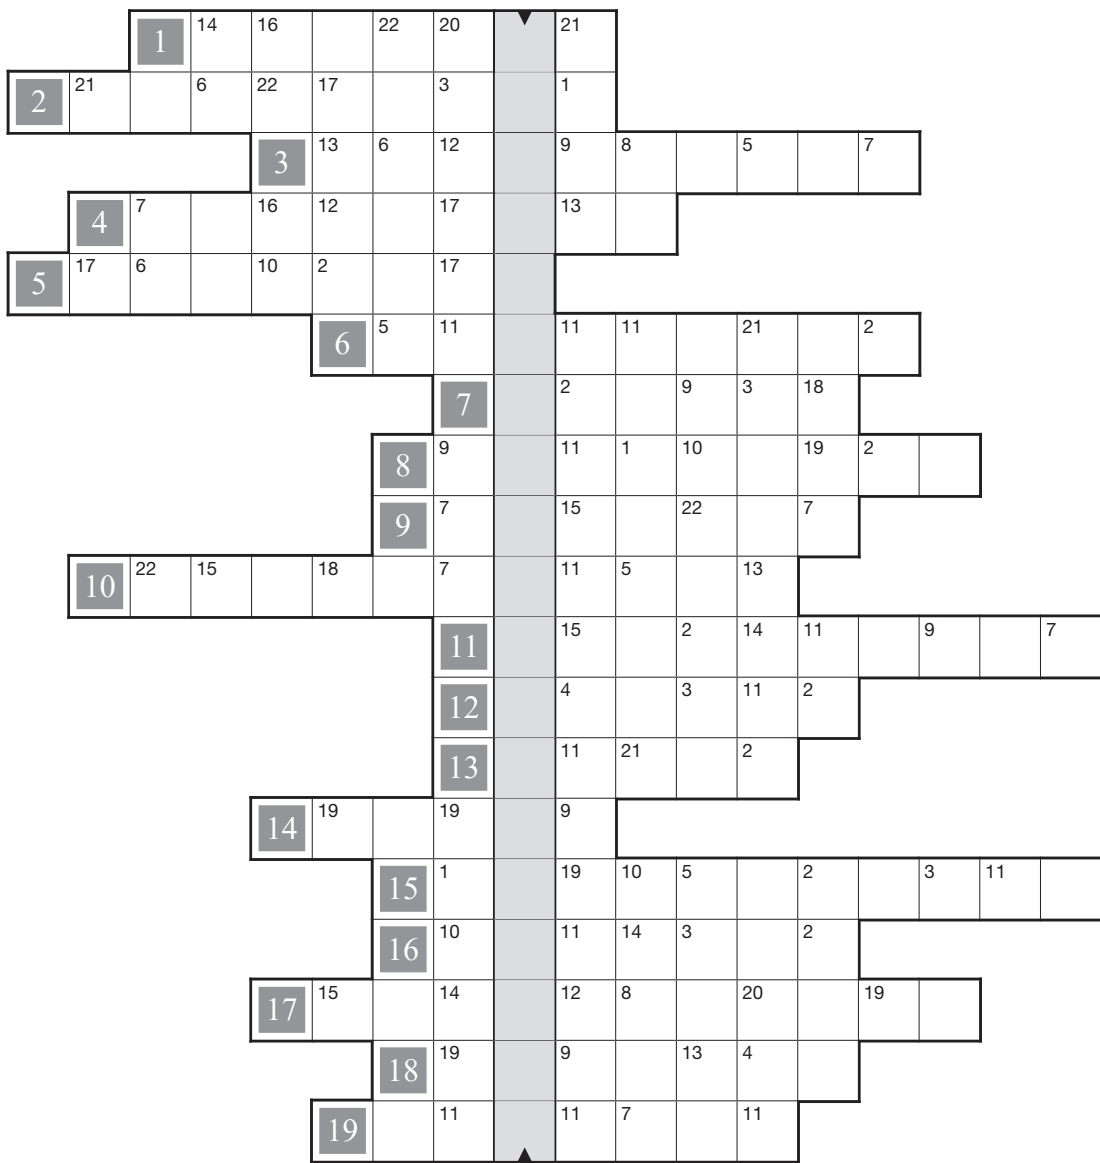 1 14 16 22 20 21
2 21 6 22 17 3 1
3 13 6 12 9 8 5 7
4 7 16 12 17 13
5 17 6 10 2 17
6 5 11 11 11 21 2
7 2 9 3 18
8 9 11 1 10 19 2
9 7 15 22 7
10 22 15 18 7 11 5 13
11 15 2 14 11 9 7
12 4 3 11 2
13 11 21 2
14 19 19 9
15 1 19 10 5 2 3 11
16 10 11 14 3 2
17 15 14 12 8 20 19
18 19 9 13 4
19 11 11 7 11